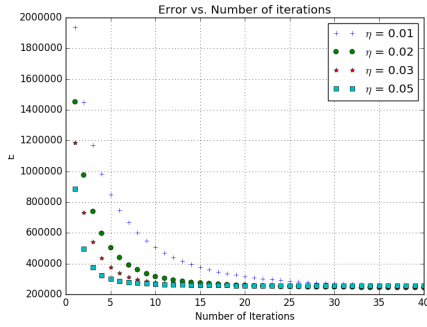 Error vs. Number of iterations
2000000
1800000
1600000
1400000
1200000
1000000
800000
600000
400000
200000
E
η = 0.01
η = 0.02
η = 0.03
η = 0.05
0 5 10 15 20 25 30 35 40
Number of Iterations